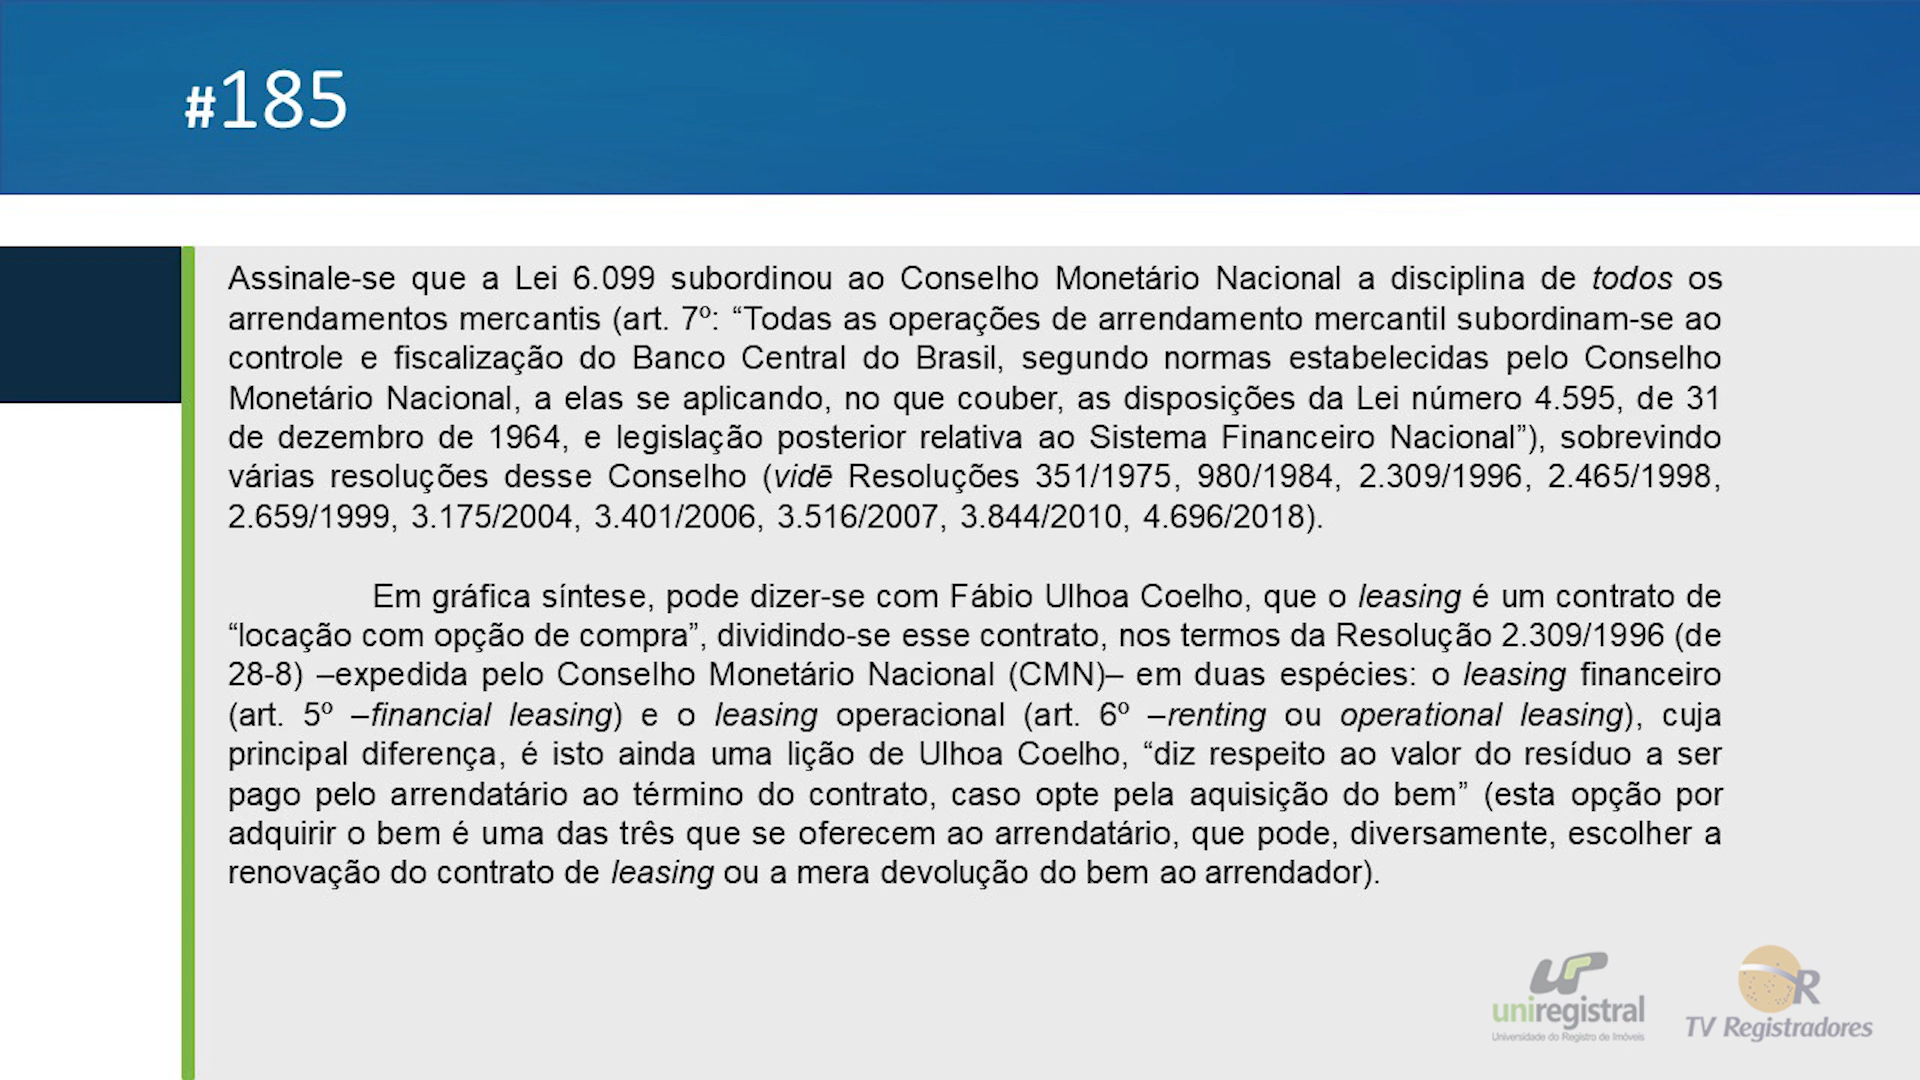 #185
Assinale-se que a Lei 6.099 subordinou ao Conselho Monetário Nacional a disciplina de todos os
arrendamentos mercantis (art. 7º: “Todas as operações de arrendamento mercantil subordinam-se ao
controle e fiscalização do Banco Central do Brasil, segundo normas estabelecidas pelo Conselho
Monetário Nacional, a elas se aplicando, no que couber, as disposições da Lei número 4.595, de 31
de dezembro de 1964, e legislação posterior relativa ao Sistema Financeiro Nacional”), sobrevindo
várias resoluções desse Conselho (vidē Resoluções 351/1975, 980/1984, 2.309/1996, 2.465/1998,
2.659/1999, 3.175/2004, 3.401/2006, 3.516/2007, 3.844/2010, 4.696/2018).
Em gráfica síntese, pode dizer-se com Fábio Ulhoa Coelho, que o leasing é um contrato de
“locação com opção de compra”, dividindo-se esse contrato, nos termos da Resolução 2.309/1996 (de
28-8) –expedida pelo Conselho Monetário Nacional (CMN)– em duas espécies: o leasing financeiro
(art. 5º –financial leasing) e o leasing operacional (art. 6º –renting ou operational leasing), cuja
principal diferença, é isto ainda uma lição de Ulhoa Coelho, “diz respeito ao valor do resíduo a ser
pago pelo arrendatário ao término do contrato, caso opte pela aquisição do bem” (esta opção por
adquirir o bem é uma das três que se oferecem ao arrendatário, que pode, diversamente, escolher a
renovação do contrato de leasing ou a mera devolução do bem ao arrendador).
uniregistral
Universidade do Registro de Imóveis
R
TV Registradores